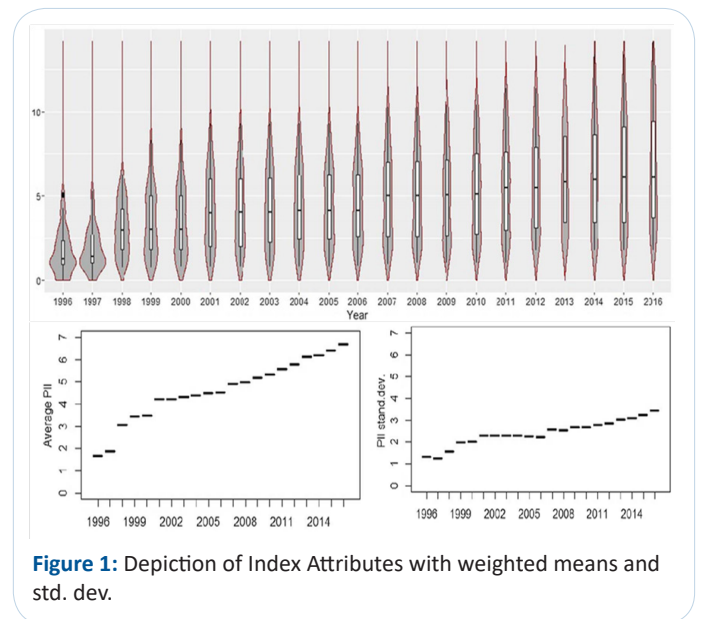 10
5
0
1996 1997 1998 1999 2000 2001 2002 2003 2004 2005 2006 2007 2008 2009 2010 2011 2012 2013 2014 2015 2316
Year
Average PII
7
6
5
4
3
2
1
0
1996 1999 2002 2005 2008 2011 2014
PII stand.dev.
7
6
5
4
3
2
1
0
1996 1999 2002 2005 2008 2011 2014
Figure 1: Depiction of Index Attributes with weighted means and
std. dev.